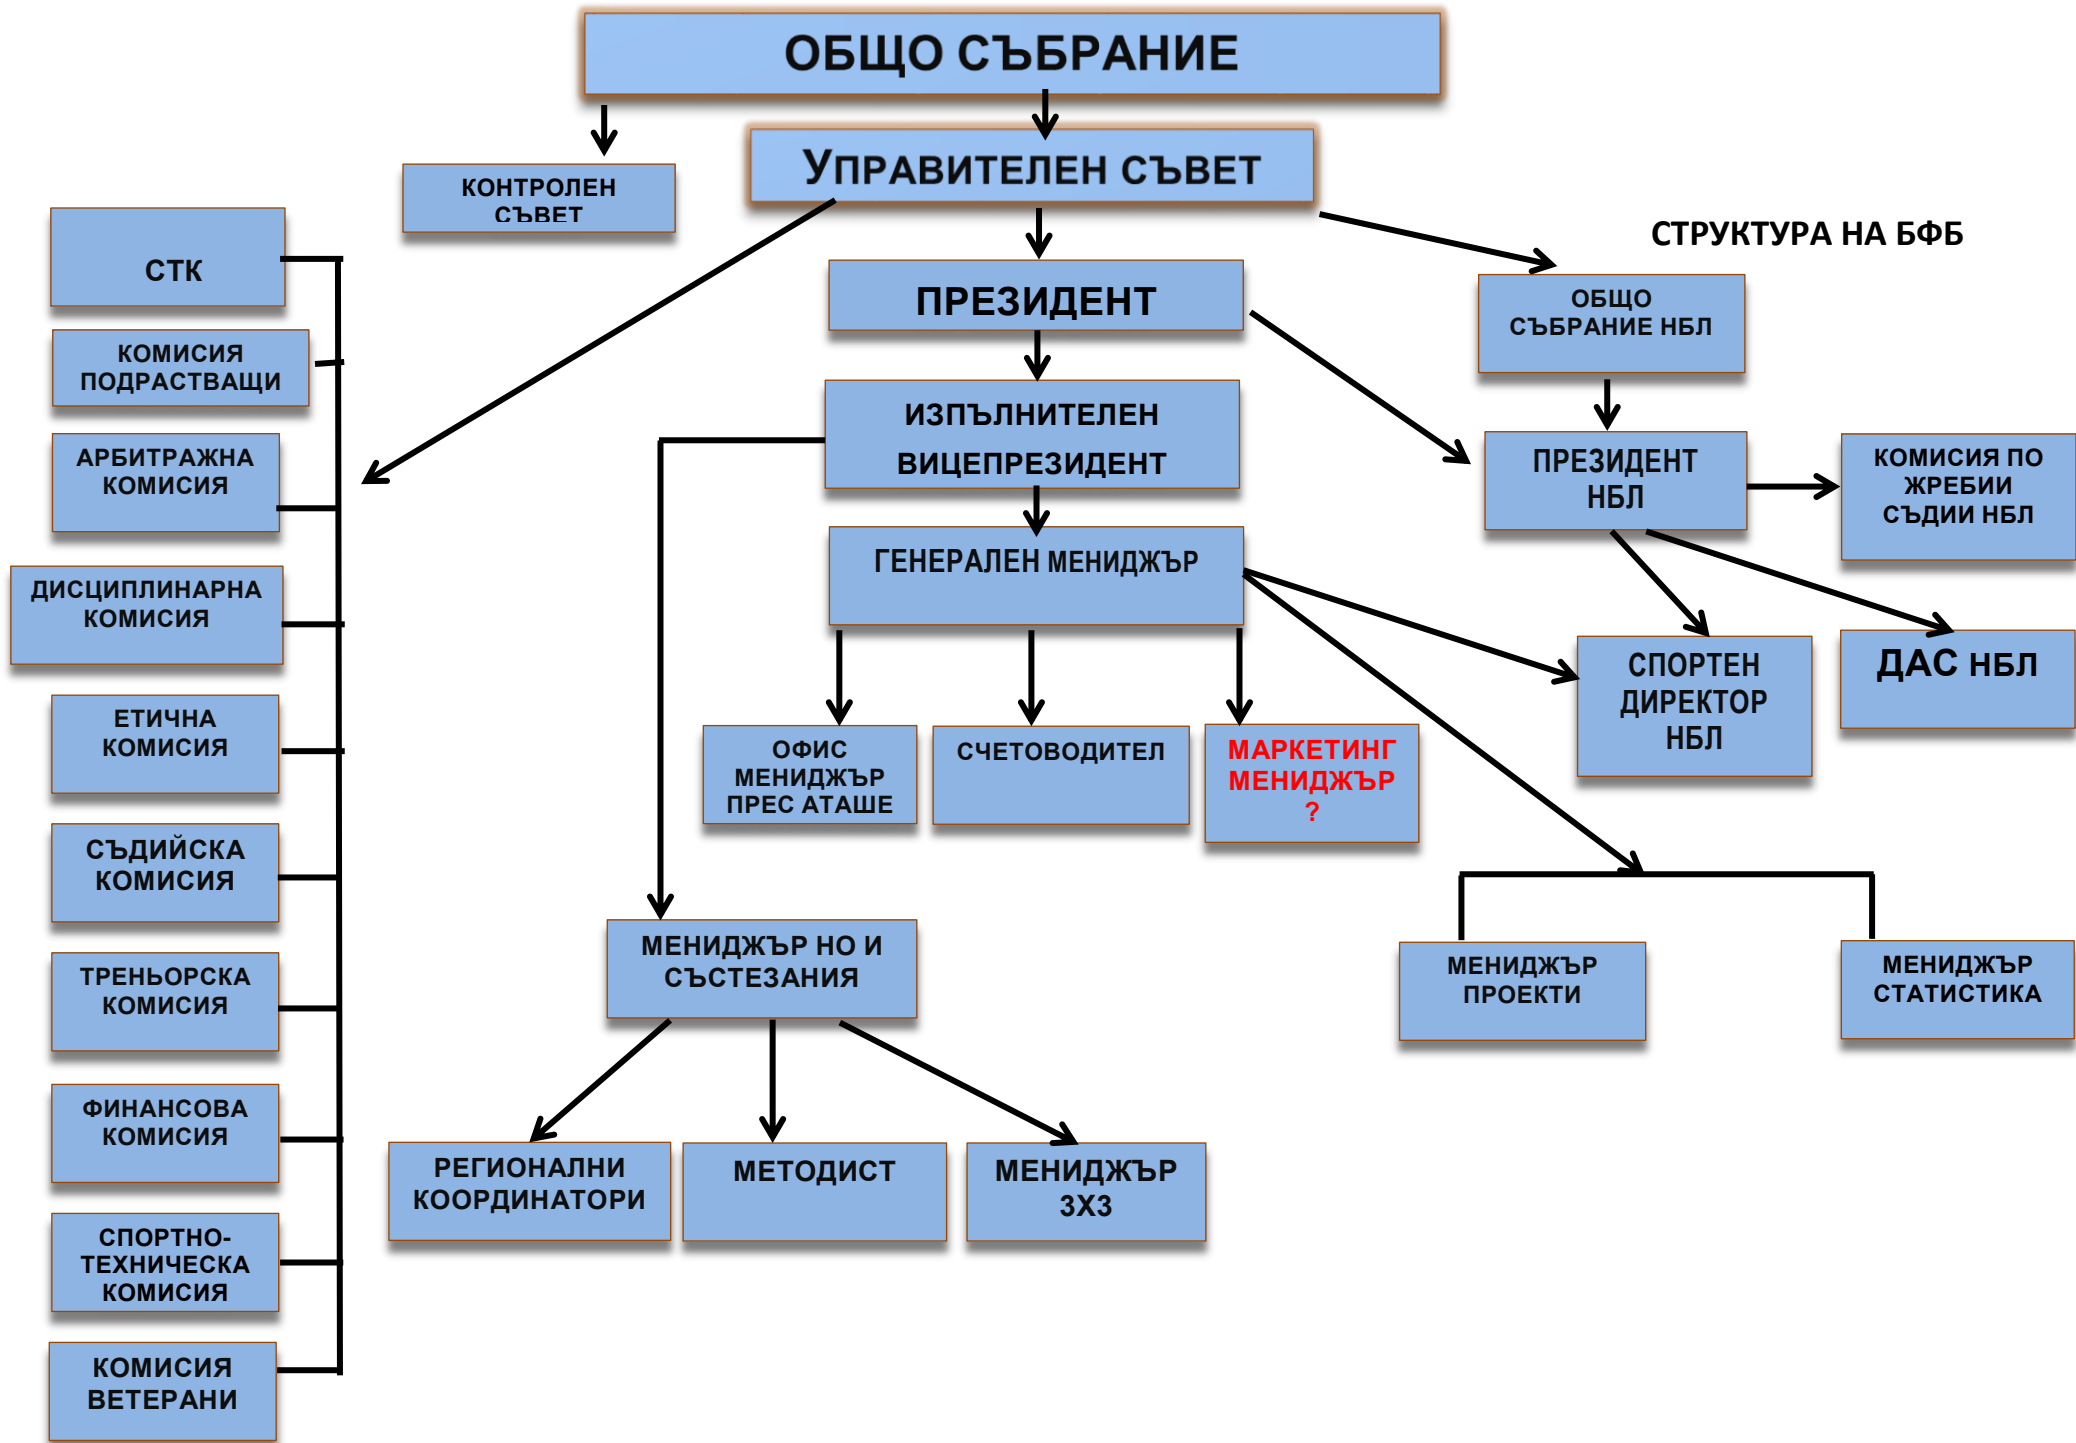 ОБЩО СЪБРАНИЕ
УПРАВИТЕЛЕН СЪВЕТ
КОНТРОЛЕН
СЪВЕТ
СТРУКТУРА НА БФБ
СТК
ПРЕЗИДЕНТ
ОБЩО
СЪБРАНИЕ НБЛ
КОМИСИЯ
ПОДРАСТВАЩИ
ИЗПЪЛНИТЕЛЕН
ВИЦЕПРЕЗИДЕНТ
АРБИТРАЖНА
КОМИСИЯ
ПРЕЗИДЕНТ
НБЛ
КОМИСИЯ ПО
ЖРЕБИИ
СЪДИИ НБЛ
ГЕНЕРАЛЕН МЕНИДЖЪР
ДИСЦИПЛИНАРНА
КОМИСИЯ
СПОРТЕН
ДИРЕКТОР
НБЛ
ДАС НБЛ
ЕТИЧНА
КОМИСИЯ
ОФИС
МЕНИДЖЪР
ПРЕС АТАШЕ
СЧЕТОВОДИТЕЛ
МАРКЕТИНГ
МЕНИДЖЪР
?
СЪДИЙСКА
КОМИСИЯ
МЕНИДЖЪР НО И
СЪСТЕЗАНИЯ
МЕНИДЖЪР
ПРОЕКТИ
МЕНИДЖЪР
СТАТИСТИКА
ТРЕНЬОРСКА
КОМИСИЯ
ФИНАНСОВА
КОМИСИЯ
РЕГИОНАЛНИ
КООРДИНАТОРИ
МЕТОДИСТ
МЕНИДЖЪР
3Х3
СПОРТНО-
ТЕХНИЧЕСКА
КОМИСИЯ
КОМИСИЯ
ВЕТЕРАНИ